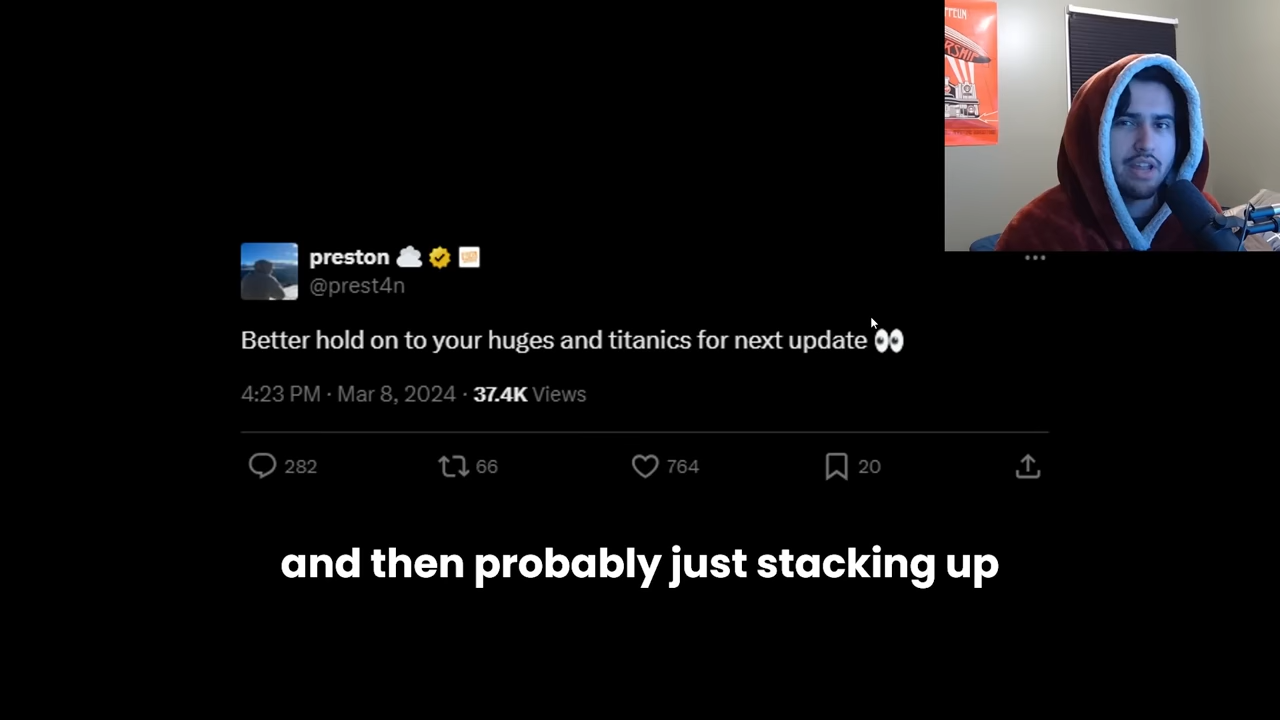 preston
@prest4n
Better hold on to your huges and titanics for next update 👀
4:23 PM · Mar 8, 2024 · 37.4K Views
282 66 764 20
and then probably just stacking up